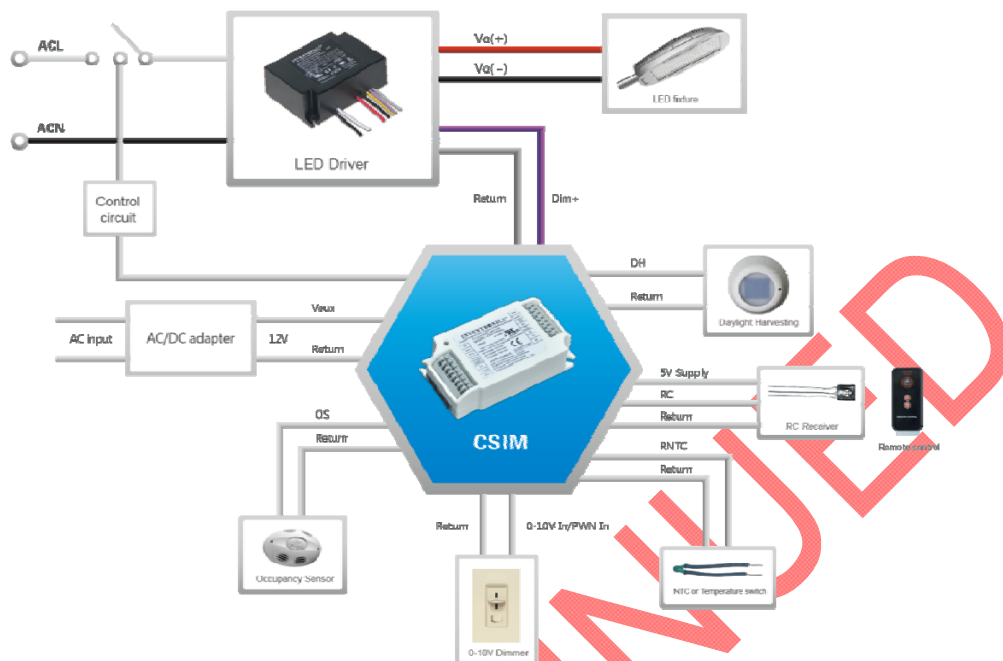 ACL
Vo(+)
Vo(-)
LED fixture
ACN
LED Driver
Return
Dim+
Control
circuit
DH
Return
Daylight Harvesting
Vaux
AC input
AC/DC adapter
12V
Return
5V Supply
RC
Return
RC Receiver
Remote control
OS
Return
CSIM
RNTC
Return
Return
0-10V In/PWN In
Occupancy Sensor
NTC or Temperature switch
0-10V Dimmer
NUED